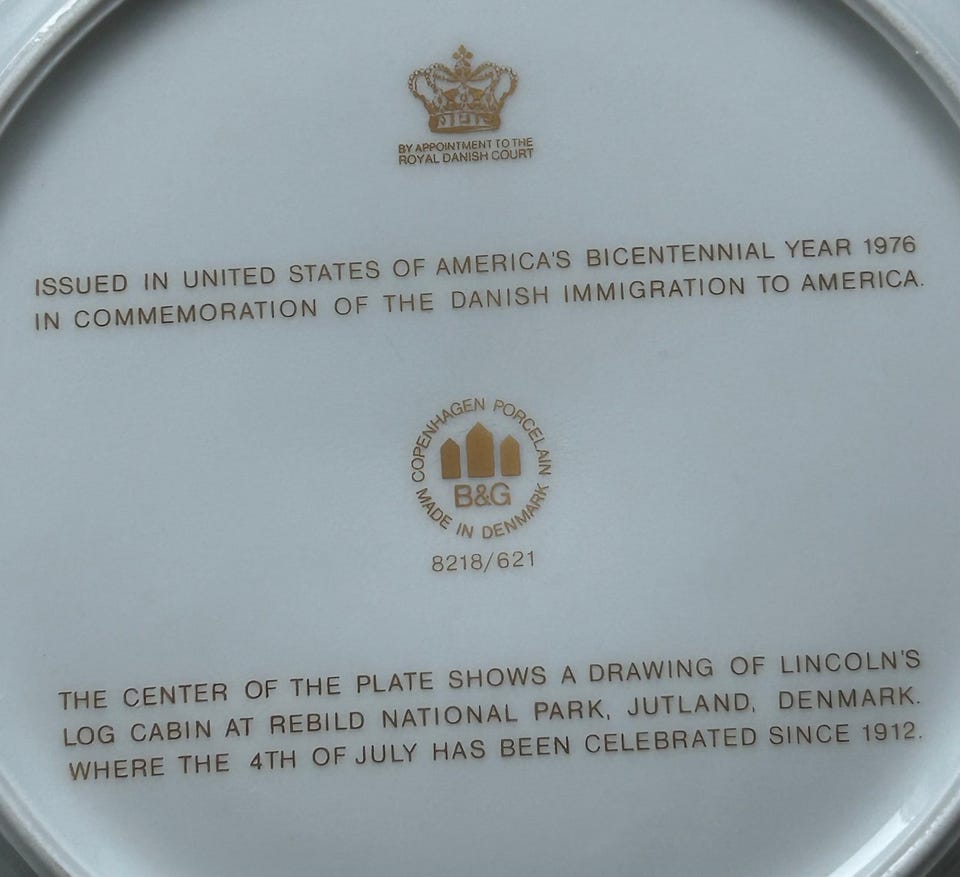 BY APPOINTMENT TO THE
ROYAL DANISH COURT
ISSUED IN UNITED STATES OF AMERICA'S BICENTENNIAL YEAR 1976
IN COMMEMORATION OF THE DANISH IMMIGRATION TO AMERICA.
COPENHAGEN PORCELAIN
B&G
MADE IN DENMARK
8218/621
THE CENTER OF THE PLATE SHOWS A DRAWING OF LINCOLN'S
LOG CABIN AT REBILD NATIONAL PARK, JUTLAND, DENMARK.
WHERE THE 4TH OF JULY HAS BEEN CELEBRATED SINCE 1912.